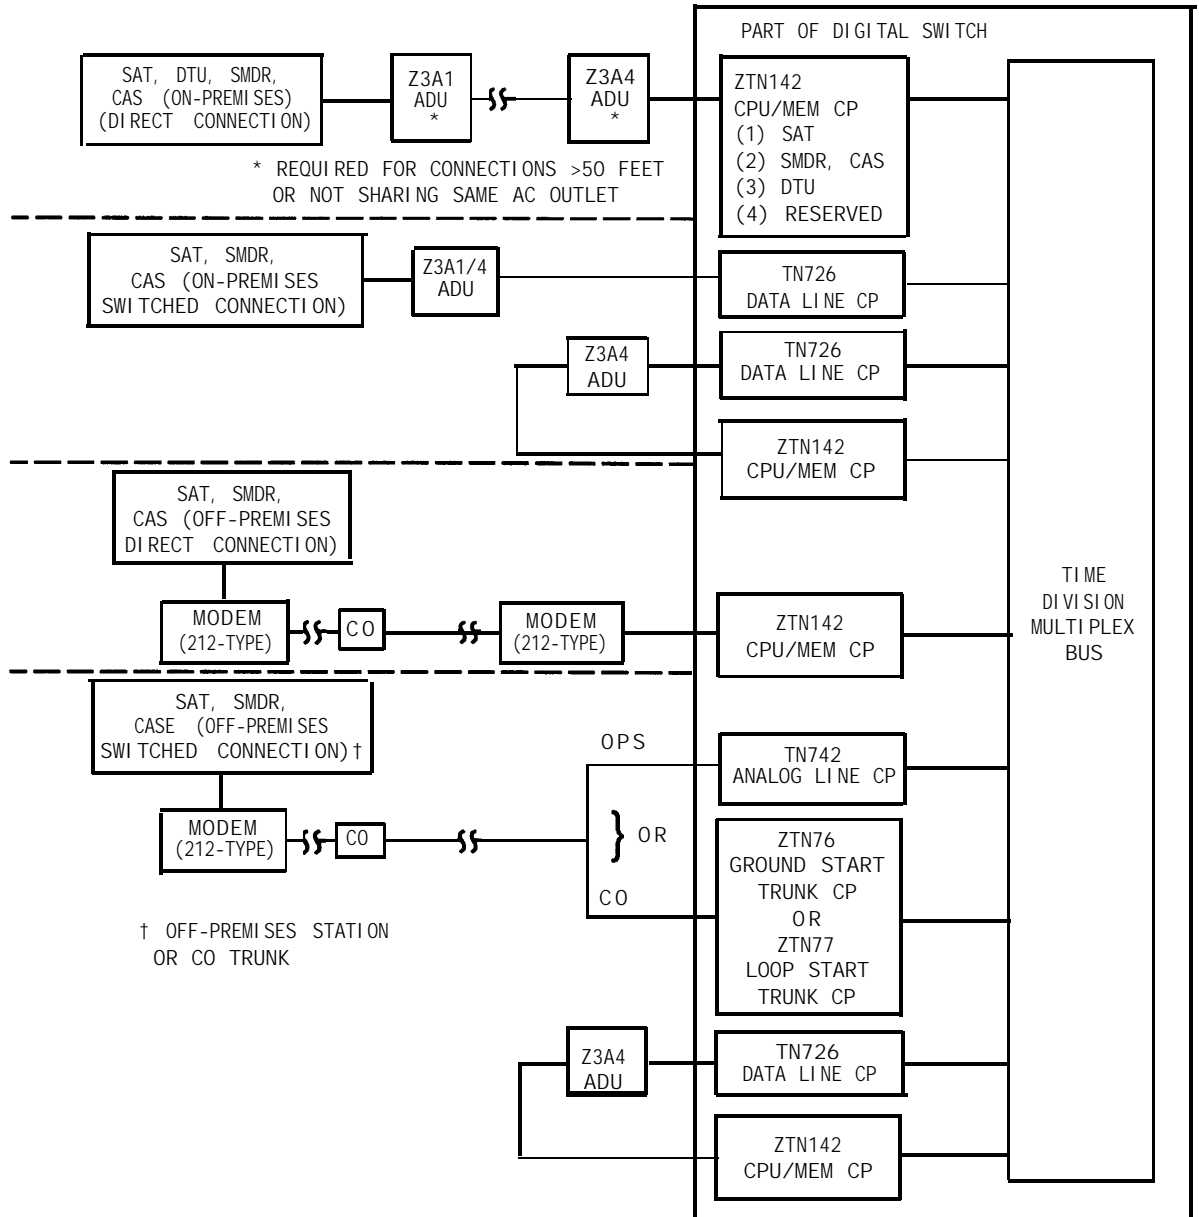 PART OF DIGITAL SWITCH
SAT, DTU, SMDR,
CAS (ON-PREMISES)
(DIRECT CONNECTION)
Z3A1
ADU
*
Z3A4
ADU
*
ZTN142
CPU/MEM CP
(1) SAT
(2) SMDR, CAS
(3) DTU
(4) RESERVED
* REQUIRED FOR CONNECTIONS >50 FEET
OR NOT SHARING SAME AC OUTLET
SAT, SMDR,
CAS (ON-PREMISES
SWITCHED CONNECTION)
Z3A1/4
ADU
TN726
DATA LINE CP
Z3A4
ADU
TN726
DATA LINE CP
ZTN142
CPU/MEM CP
SAT, SMDR,
CAS (OFF-PREMISES
DIRECT CONNECTION)
MODEM
(212-TYPE)
CO
MODEM
(212-TYPE)
ZTN142
CPU/MEM CP
TIME
DIVISION
MULTIPLEX
BUS
SAT, SMDR,
CASE (OFF-PREMISES
SWITCHED CONNECTION)†
MODEM
(212-TYPE)
CO
OPS
} OR
CO
TN742
ANALOG LINE CP
ZTN76
GROUND START
TRUNK CP
OR
ZTN77
LOOP START
TRUNK CP
† OFF-PREMISES STATION
OR CO TRUNK
Z3A4
ADU
TN726
DATA LINE CP
ZTN142
CPU/MEM CP